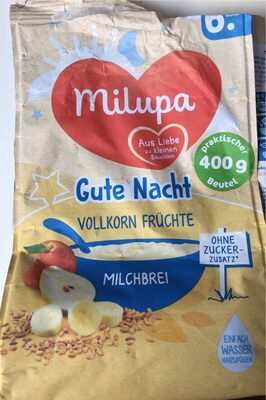 6.
Milupa
Aus Liebe
zu kleinen
Bäuchlein
praktischer
400 g
Beutel
Gute Nacht
VOLLKORN FRÜCHTE
OHNE
ZUCKER-
ZUSATZ*
MILCHBREI
EINFACH
WASSER
HINZUFÜGEN